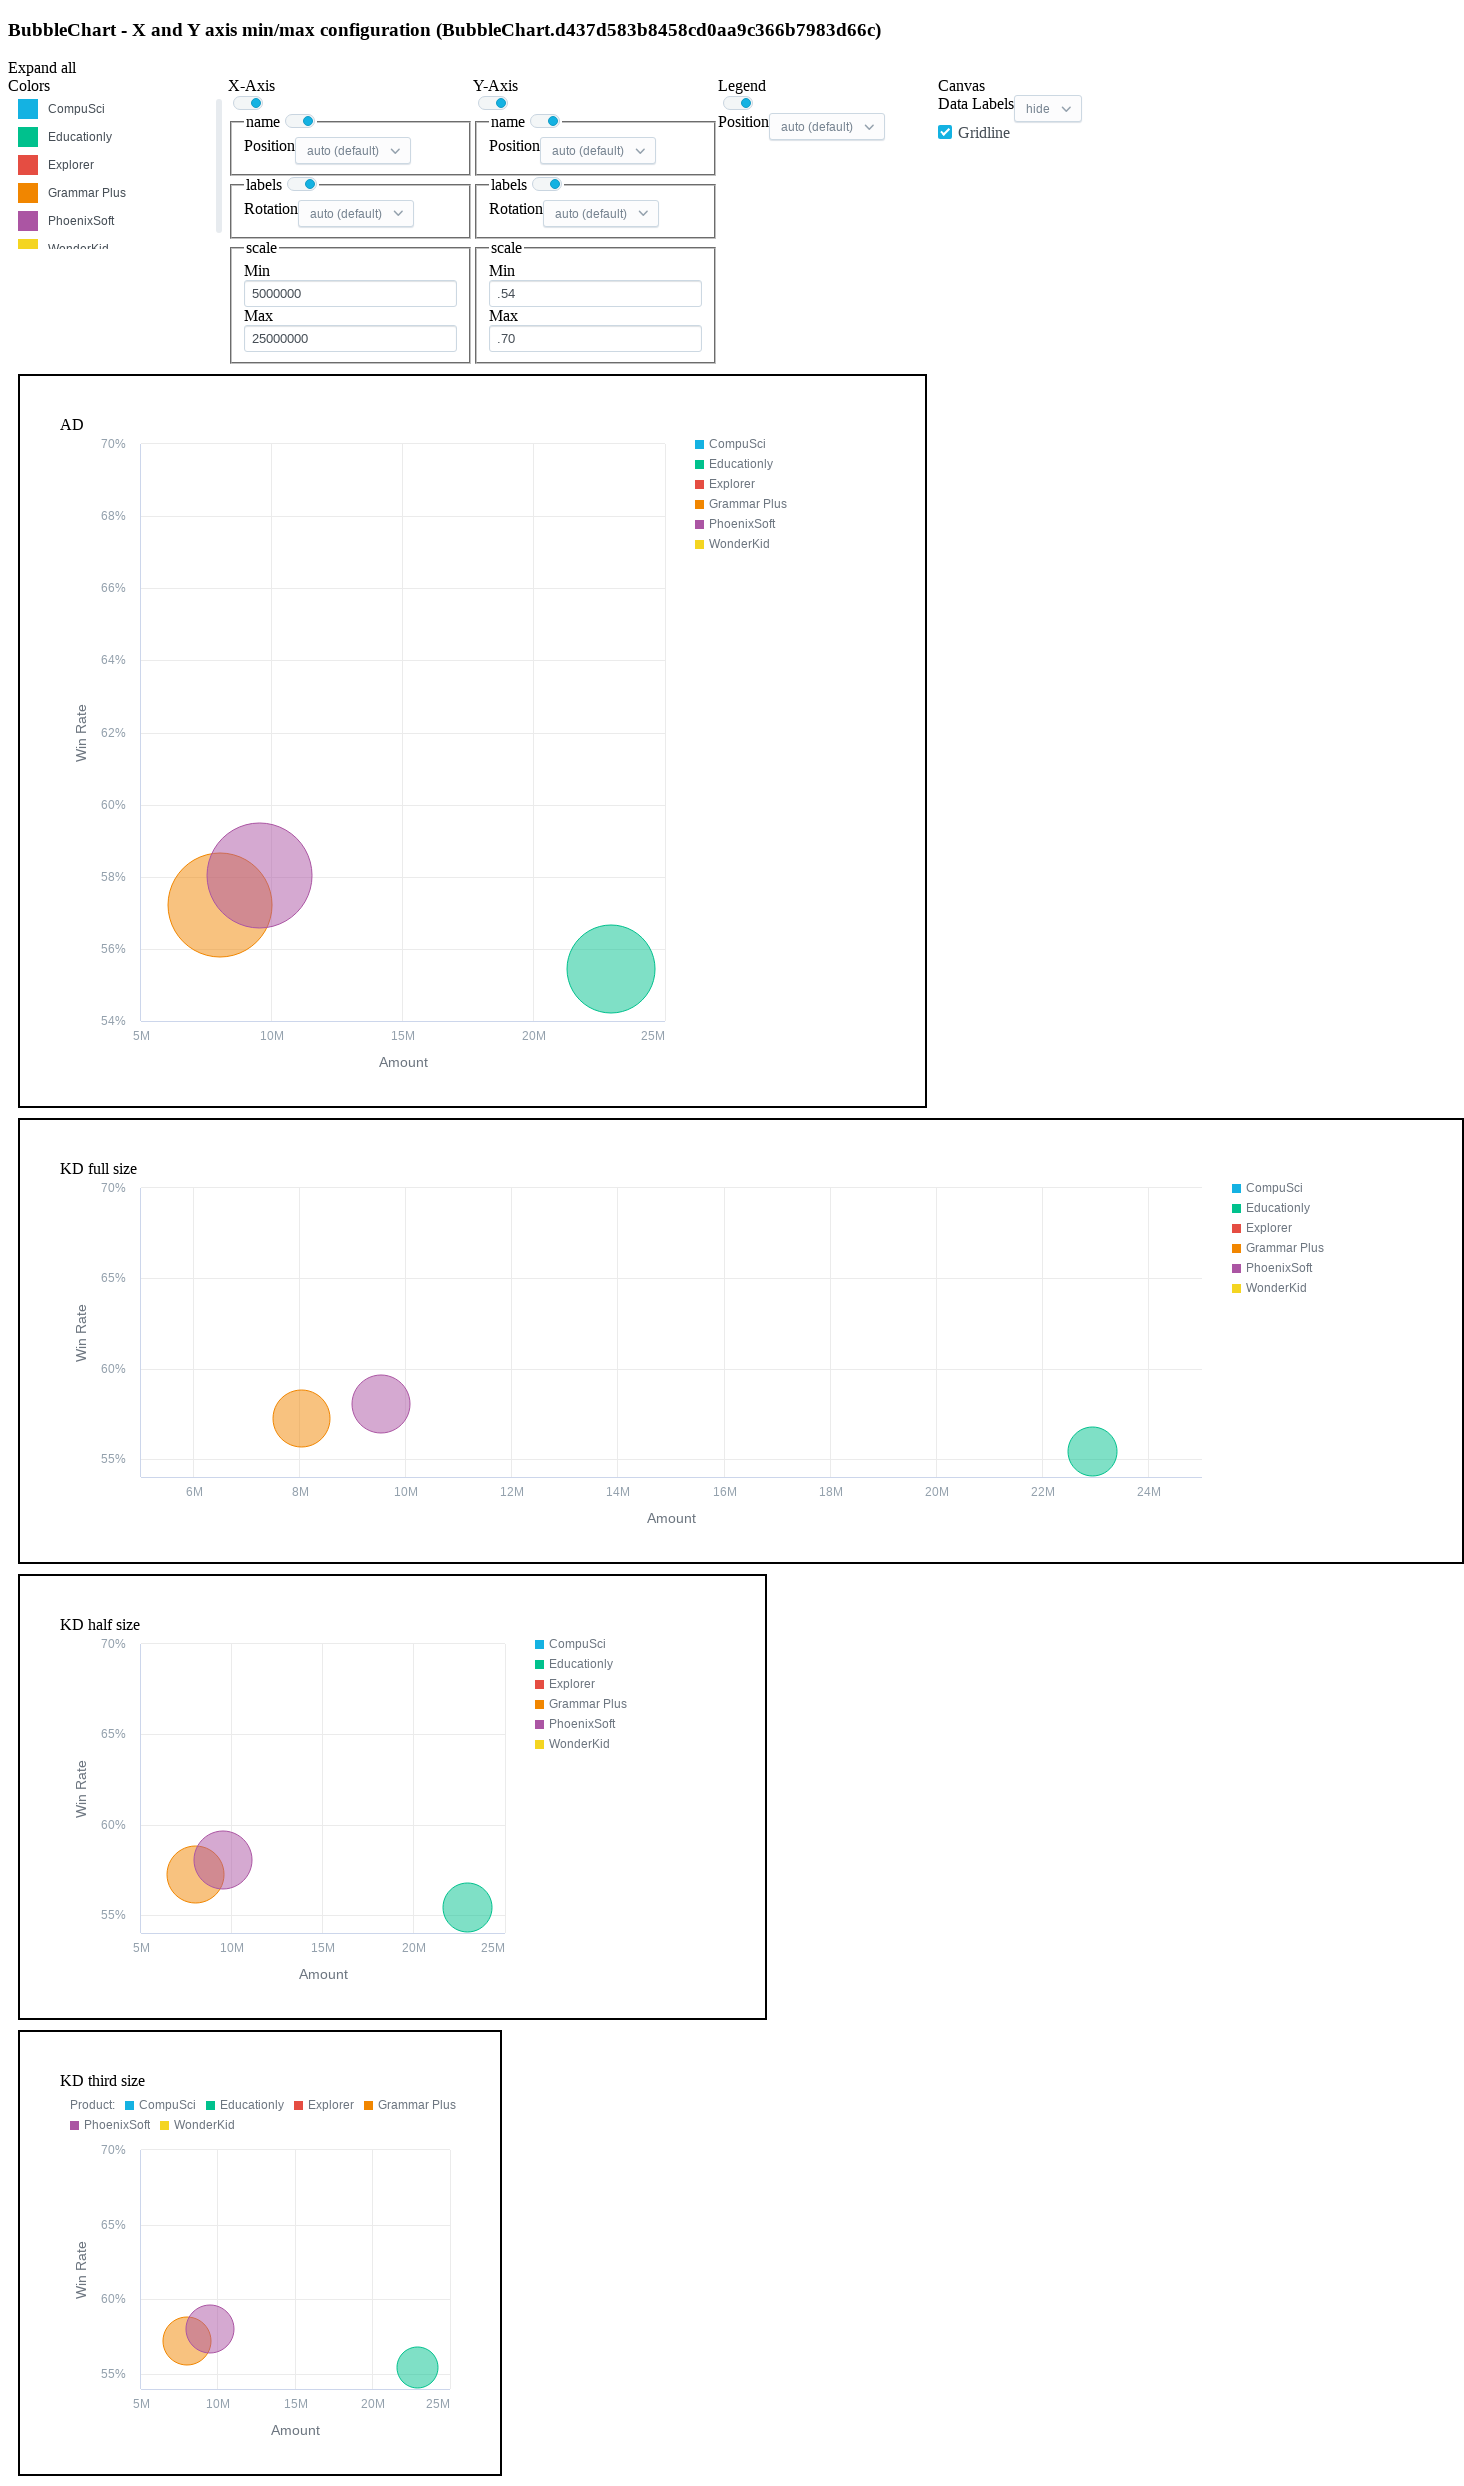 BubbleChart - X and Y axis min/max configuration (BubbleChart.d437d583b8458cd0aa9c366b7983d66c)
Expand all
Colors
CompuSci
Educationly
Explorer
Grammar Plus
PhoenixSoft
WonderKid
X-Axis
name
Position auto (default)
labels
Rotation auto (default)
scale
Min
5000000
Max
25000000
Y-Axis
name
Position auto (default)
labels
Rotation auto (default)
scale
Min
.54
Max
.70
Legend
Position auto (default)
Canvas
Data Labels hide
Gridline
AD
70%
68%
66%
64%
62%
60%
58%
56%
54%
Win Rate
5M 10M 15M 20M 25M
Amount
CompuSci
Educationly
Explorer
Grammar Plus
PhoenixSoft
WonderKid
KD full size
70%
65%
60%
55%
Win Rate
6M 8M 10M 12M 14M 16M 18M 20M 22M 24M
Amount
CompuSci
Educationly
Explorer
Grammar Plus
PhoenixSoft
WonderKid
KD half size
70%
65%
60%
55%
Win Rate
5M 10M 15M 20M 25M
Amount
CompuSci
Educationly
Explorer
Grammar Plus
PhoenixSoft
WonderKid
KD third size
Product: CompuSci Educationly Explorer Grammar Plus
PhoenixSoft WonderKid
70%
65%
60%
55%
Win Rate
5M 10M 15M 20M 25M
Amount